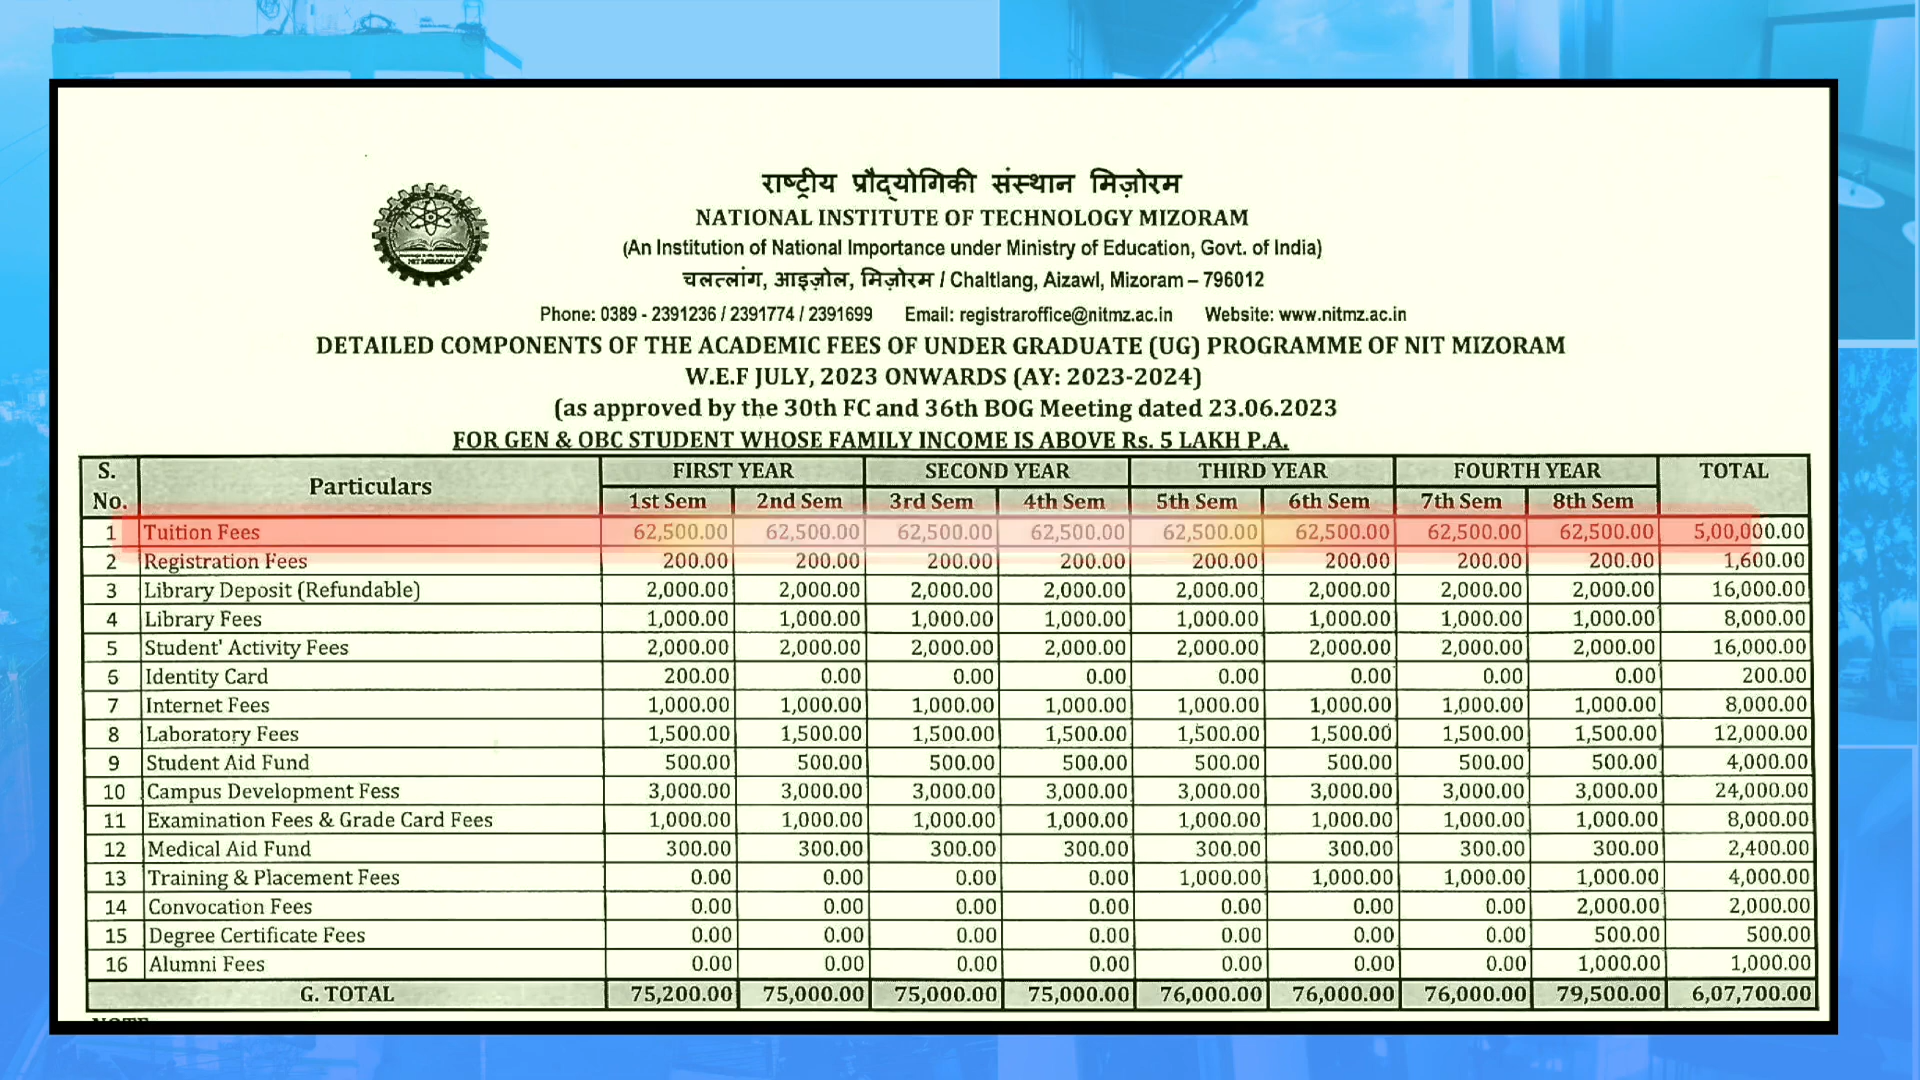 राष्ट्रीय प्रौद्योगिकी संस्थान मिज़ोरम
NATIONAL INSTITUTE OF TECHNOLOGY MIZORAM
(An Institution of National Importance under Ministry of Education, Govt. of India)
चलत्लांग, आइज़ोल, मिज़ोरम / Chaltlang, Aizawl, Mizoram – 796012
Phone: 0389 - 2391236 / 2391774 / 2391699 Email: registraroffice@nitmz.ac.in Website: www.nitmz.ac.in
NIT MIZORAM
DETAILED COMPONENTS OF THE ACADEMIC FEES OF UNDER GRADUATE (UG) PROGRAMME OF NIT MIZORAM
W.E.F JULY, 2023 ONWARDS (AY: 2023-2024)
(as approved by the 30th FC and 36th BOG Meeting dated 23.06.2023
FOR GEN & OBC STUDENT WHOSE FAMILY INCOME IS ABOVE Rs. 5 LAKH P.A.
S. No. Particulars FIRST YEAR SECOND YEAR THIRD YEAR FOURTH YEAR TOTAL
1st Sem 2nd Sem 3rd Sem 4th Sem 5th Sem 6th Sem 7th Sem 8th Sem
1 Tuition Fees 62,500.00 62,500.00 62,500.00 62,500.00 62,500.00 62,500.00 62,500.00 62,500.00 5,00,000.00
2 Registration Fees 200.00 200.00 200.00 200.00 200.00 200.00 200.00 200.00 1,600.00
3 Library Deposit (Refundable) 2,000.00 2,000.00 2,000.00 2,000.00 2,000.00 2,000.00 2,000.00 2,000.00 16,000.00
4 Library Fees 1,000.00 1,000.00 1,000.00 1,000.00 1,000.00 1,000.00 1,000.00 1,000.00 8,000.00
5 Student' Activity Fees 2,000.00 2,000.00 2,000.00 2,000.00 2,000.00 2,000.00 2,000.00 2,000.00 16,000.00
6 Identity Card 200.00 0.00 0.00 0.00 0.00 0.00 0.00 0.00 200.00
7 Internet Fees 1,000.00 1,000.00 1,000.00 1,000.00 1,000.00 1,000.00 1,000.00 1,000.00 8,000.00
8 Laboratory Fees 1,500.00 1,500.00 1,500.00 1,500.00 1,500.00 1,500.00 1,500.00 1,500.00 12,000.00
9 Student Aid Fund 500.00 500.00 500.00 500.00 500.00 500.00 500.00 500.00 4,000.00
10 Campus Development Fess 3,000.00 3,000.00 3,000.00 3,000.00 3,000.00 3,000.00 3,000.00 3,000.00 24,000.00
11 Examination Fees & Grade Card Fees 1,000.00 1,000.00 1,000.00 1,000.00 1,000.00 1,000.00 1,000.00 1,000.00 8,000.00
12 Medical Aid Fund 300.00 300.00 300.00 300.00 300.00 300.00 300.00 300.00 2,400.00
13 Training & Placement Fees 0.00 0.00 0.00 0.00 1,000.00 1,000.00 1,000.00 1,000.00 4,000.00
14 Convocation Fees 0.00 0.00 0.00 0.00 0.00 0.00 0.00 2,000.00 2,000.00
15 Degree Certificate Fees 0.00 0.00 0.00 0.00 0.00 0.00 0.00 500.00 500.00
16 Alumni Fees 0.00 0.00 0.00 0.00 0.00 0.00 0.00 1,000.00 1,000.00
G. TOTAL 75,200.00 75,000.00 75,000.00 75,000.00 76,000.00 76,000.00 76,000.00 79,500.00 6,07,700.00